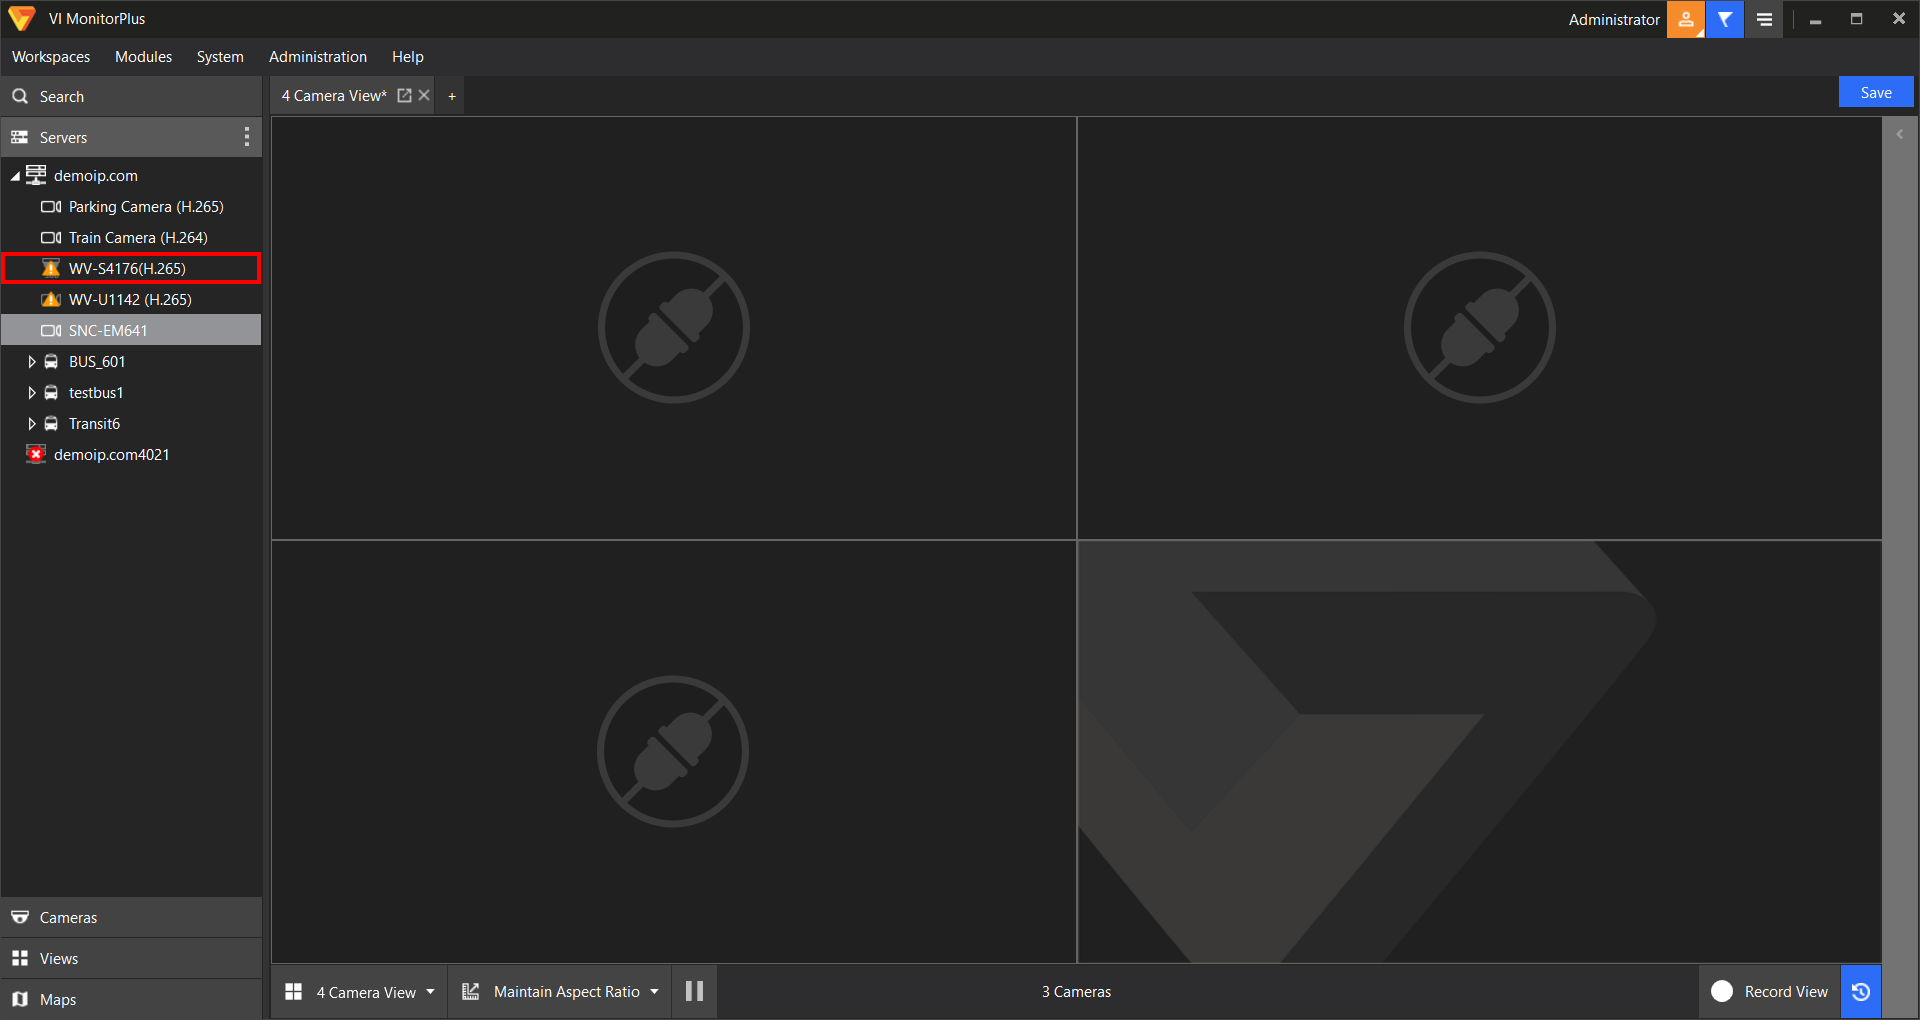 VI MonitorPlus
Administrator
Workspaces Modules System Administration Help
Search
4 Camera View*
+
Save
Servers
demoip.com
Parking Camera (H.265)
Train Camera (H.264)
WV-S4176(H.265)
WV-U1142 (H.265)
SNC-EM641
BUS_601
testbus1
Transit6
demoip.com4021
Cameras
Views
Maps
4 Camera View
Maintain Aspect Ratio
3 Cameras
Record View